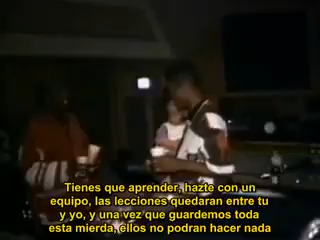 Tienes que aprender, hazte con un
equipo, las lecciones quedaran entre tu
y yo, y una vez que guardemos toda
esta mierda, ellos no podran hacer nada